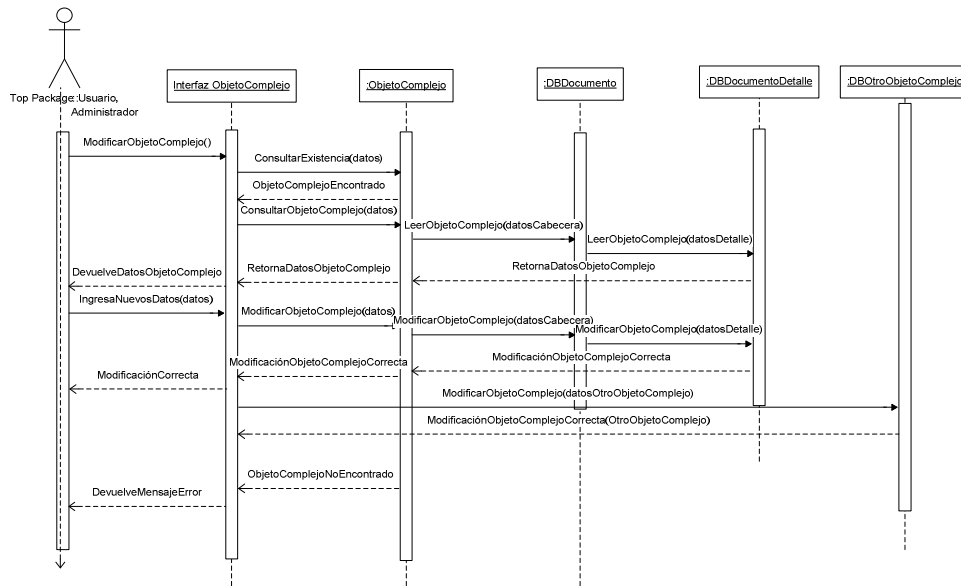 Top Package::Usuario,
Administrador
Interfaz ObjetoComplejo
:ObjetoComplejo
:DBDocumento
:DBDocumentoDetalle
:DBOtroObjetoComplejo
ModificarObjetoComplejo()
ConsultarExistencia(datos)
ObjetoComplejoEncontrado
ConsultarObjetoComplejo(datos)
LeerObjetoComplejo(datosCabecera)
LeerObjetoComplejo(datosDetalle)
RetornaDatosObjetoComplejo
RetornaDatosObjetoComplejo
DevuelveDatosObjetoComplejo
IngresaNuevosDatos(datos)
ModificarObjetoComplejo(datos)
ModificarObjetoComplejo(datosCabecera)
ModificarObjetoComplejo(datosDetalle)
ModificaciónObjetoComplejoCorrecta
ModificaciónObjetoComplejoCorrecta
ModificaciónCorrecta
ModificarObjetoComplejo(datosOtroObjetoComplejo)
ModificaciónObjetoComplejoCorrecta(OtroObjetoComplejo)
ObjetoComplejoNoEncontrado
DevuelveMensajeError